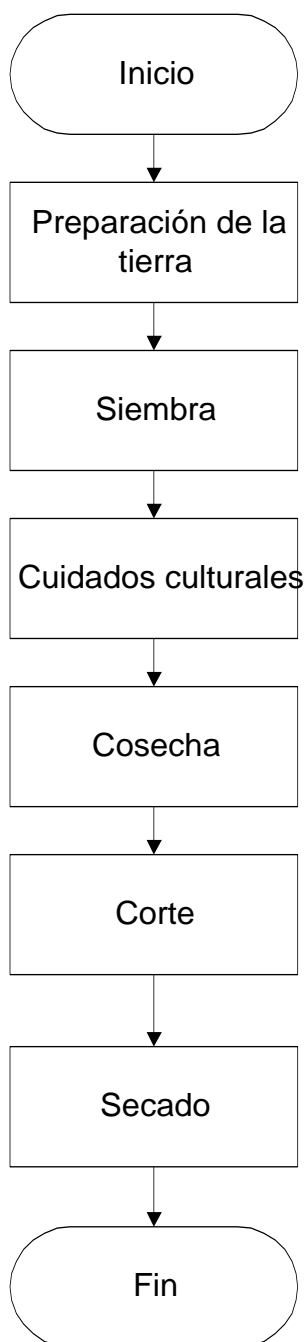 Inicio
Preparación de la
tierra
Siembra
Cuidados culturales
Cosecha
Corte
Secado
Fin